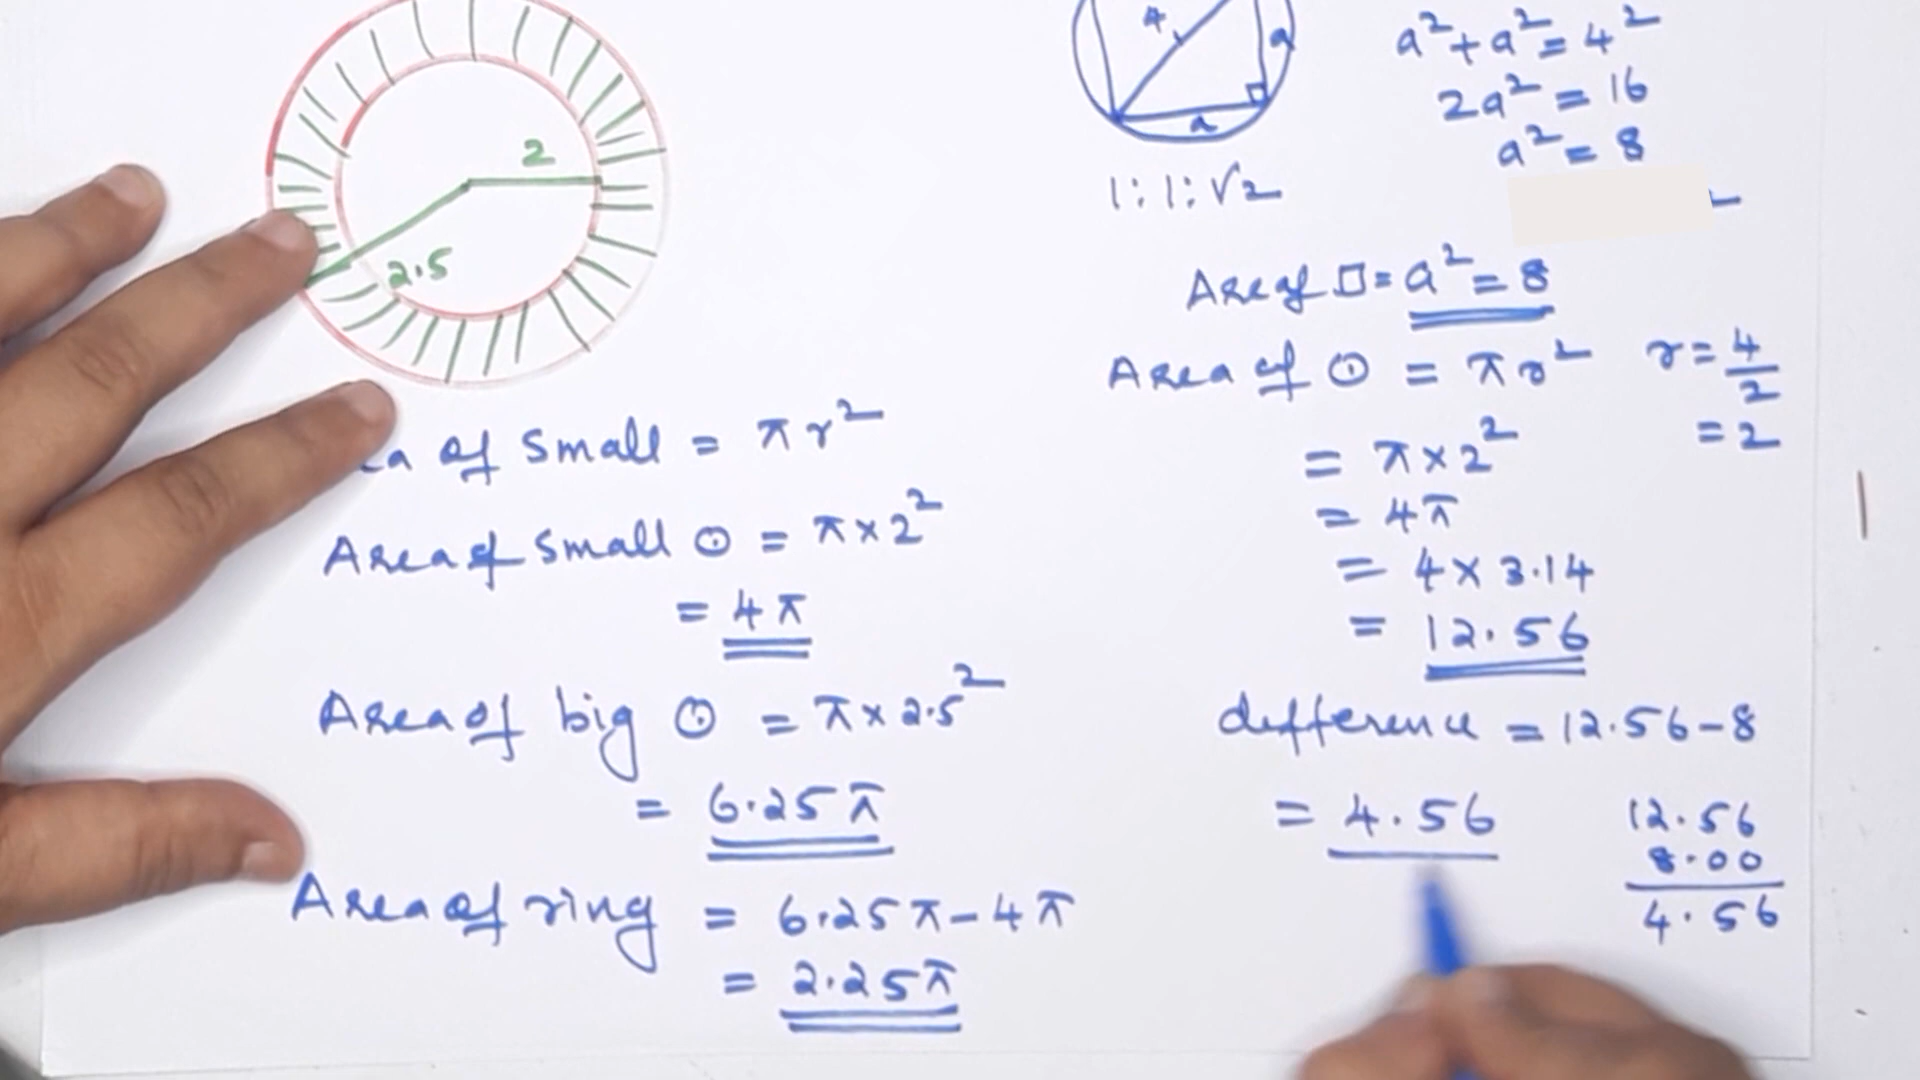 2
2.5
ea of small = πr²
Area of small ⊙ = π×2²
= 4π
Area of big ⊙ = π×2.5²
= 6.25π
Area of ring = 6.25π-4π
= 2.25π
4
a
a
1:1:√2
a²+a²=4²
2a²=16
a²=8
Area of □=a²=8
Area of ⊙ = πr² r=4/2
=2
= π×2²
= 4π
= 4×3.14
= 12.56
difference = 12.56-8
= 4.56
12.56
8.00
4.56